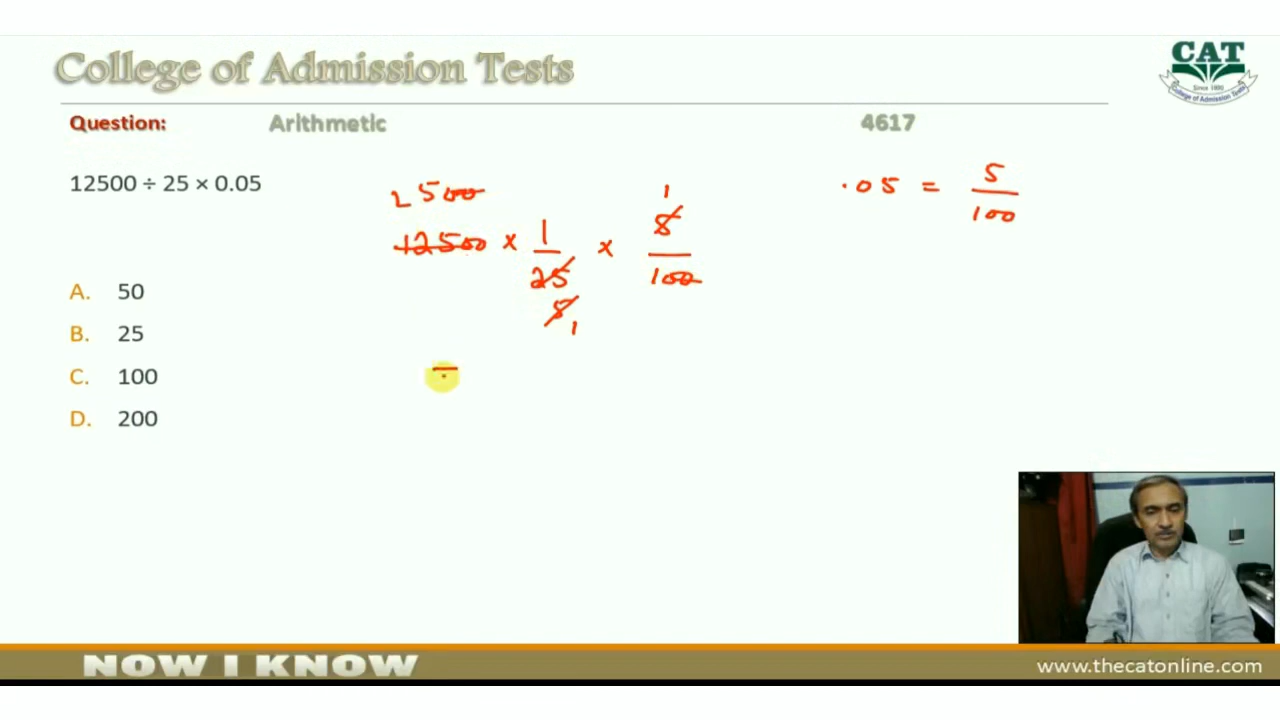 College of Admission Tests
CAT
Since 1990
College of Admission Tests
Question: Arithmetic 4617
12500 ÷ 25 × 0.05
2500
12500 × 1/25 × 5/100
5 1
1
.05 = 5/100
A. 50
B. 25
C. 100
D. 200
NOW I KNOW
www.thecatonline.com